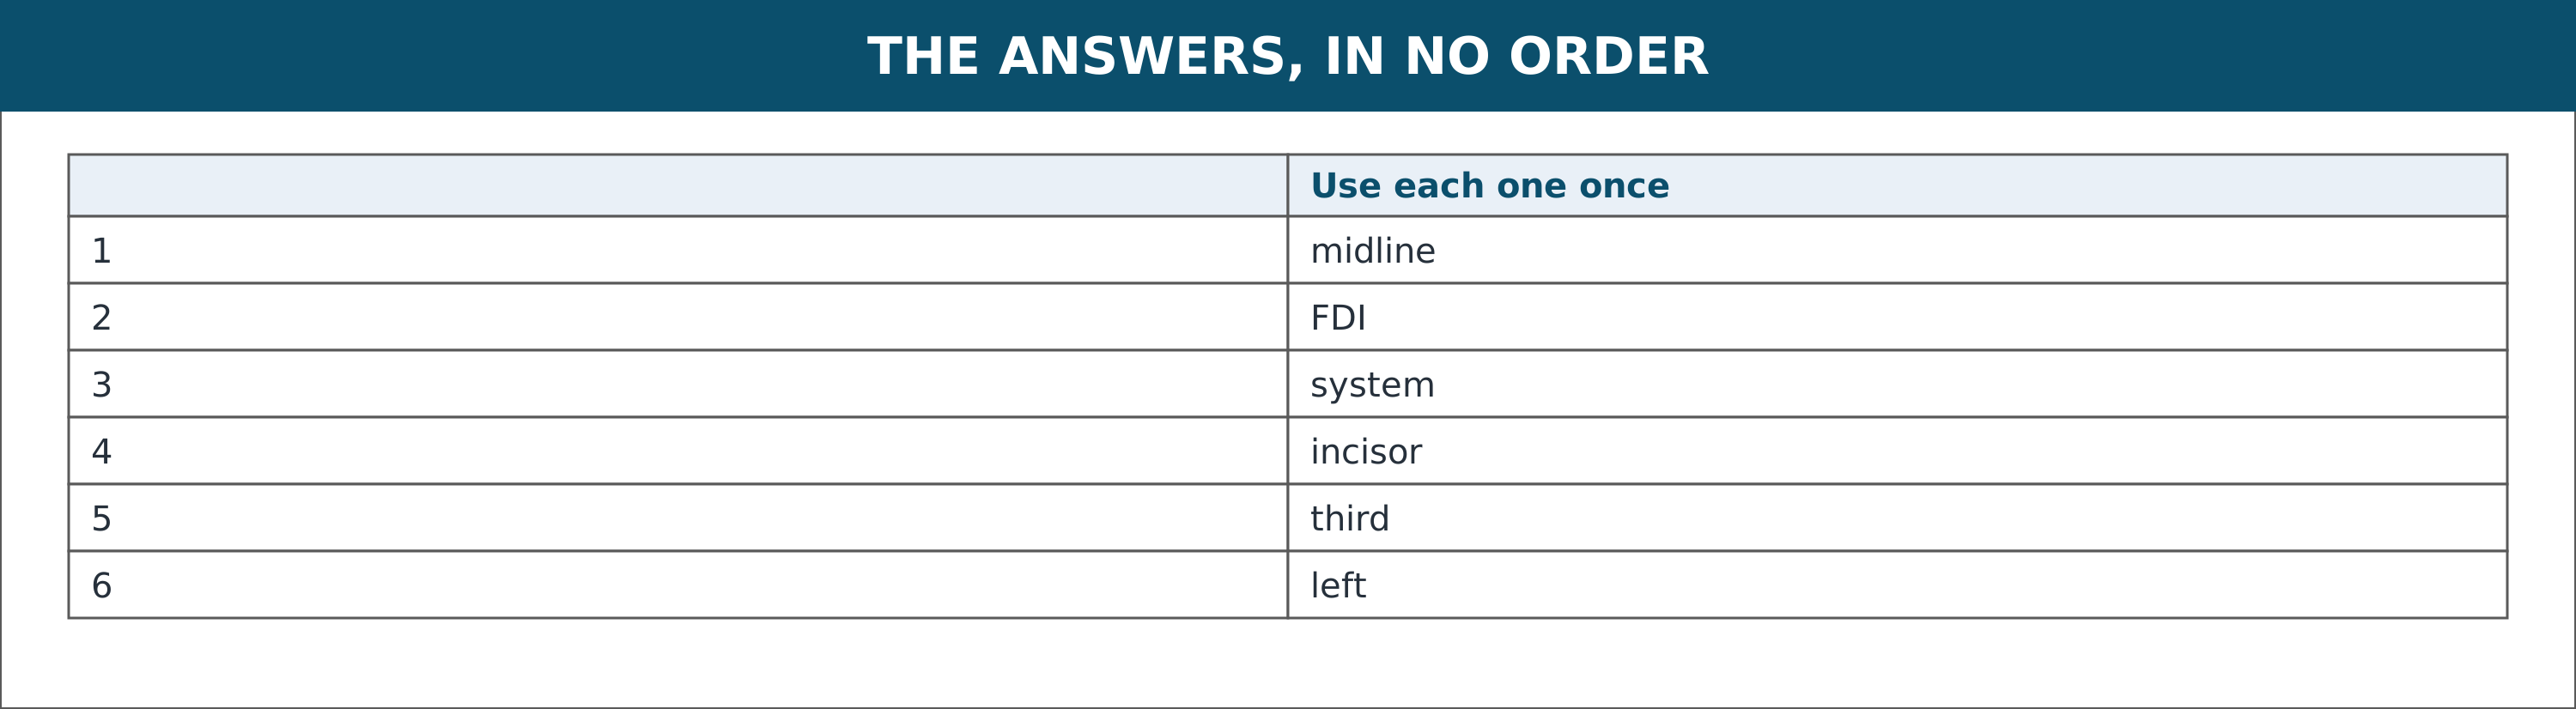 THE ANSWERS, IN NO ORDER
Use each one once
1 midline
2 FDI
3 system
4 incisor
5 third
6 left